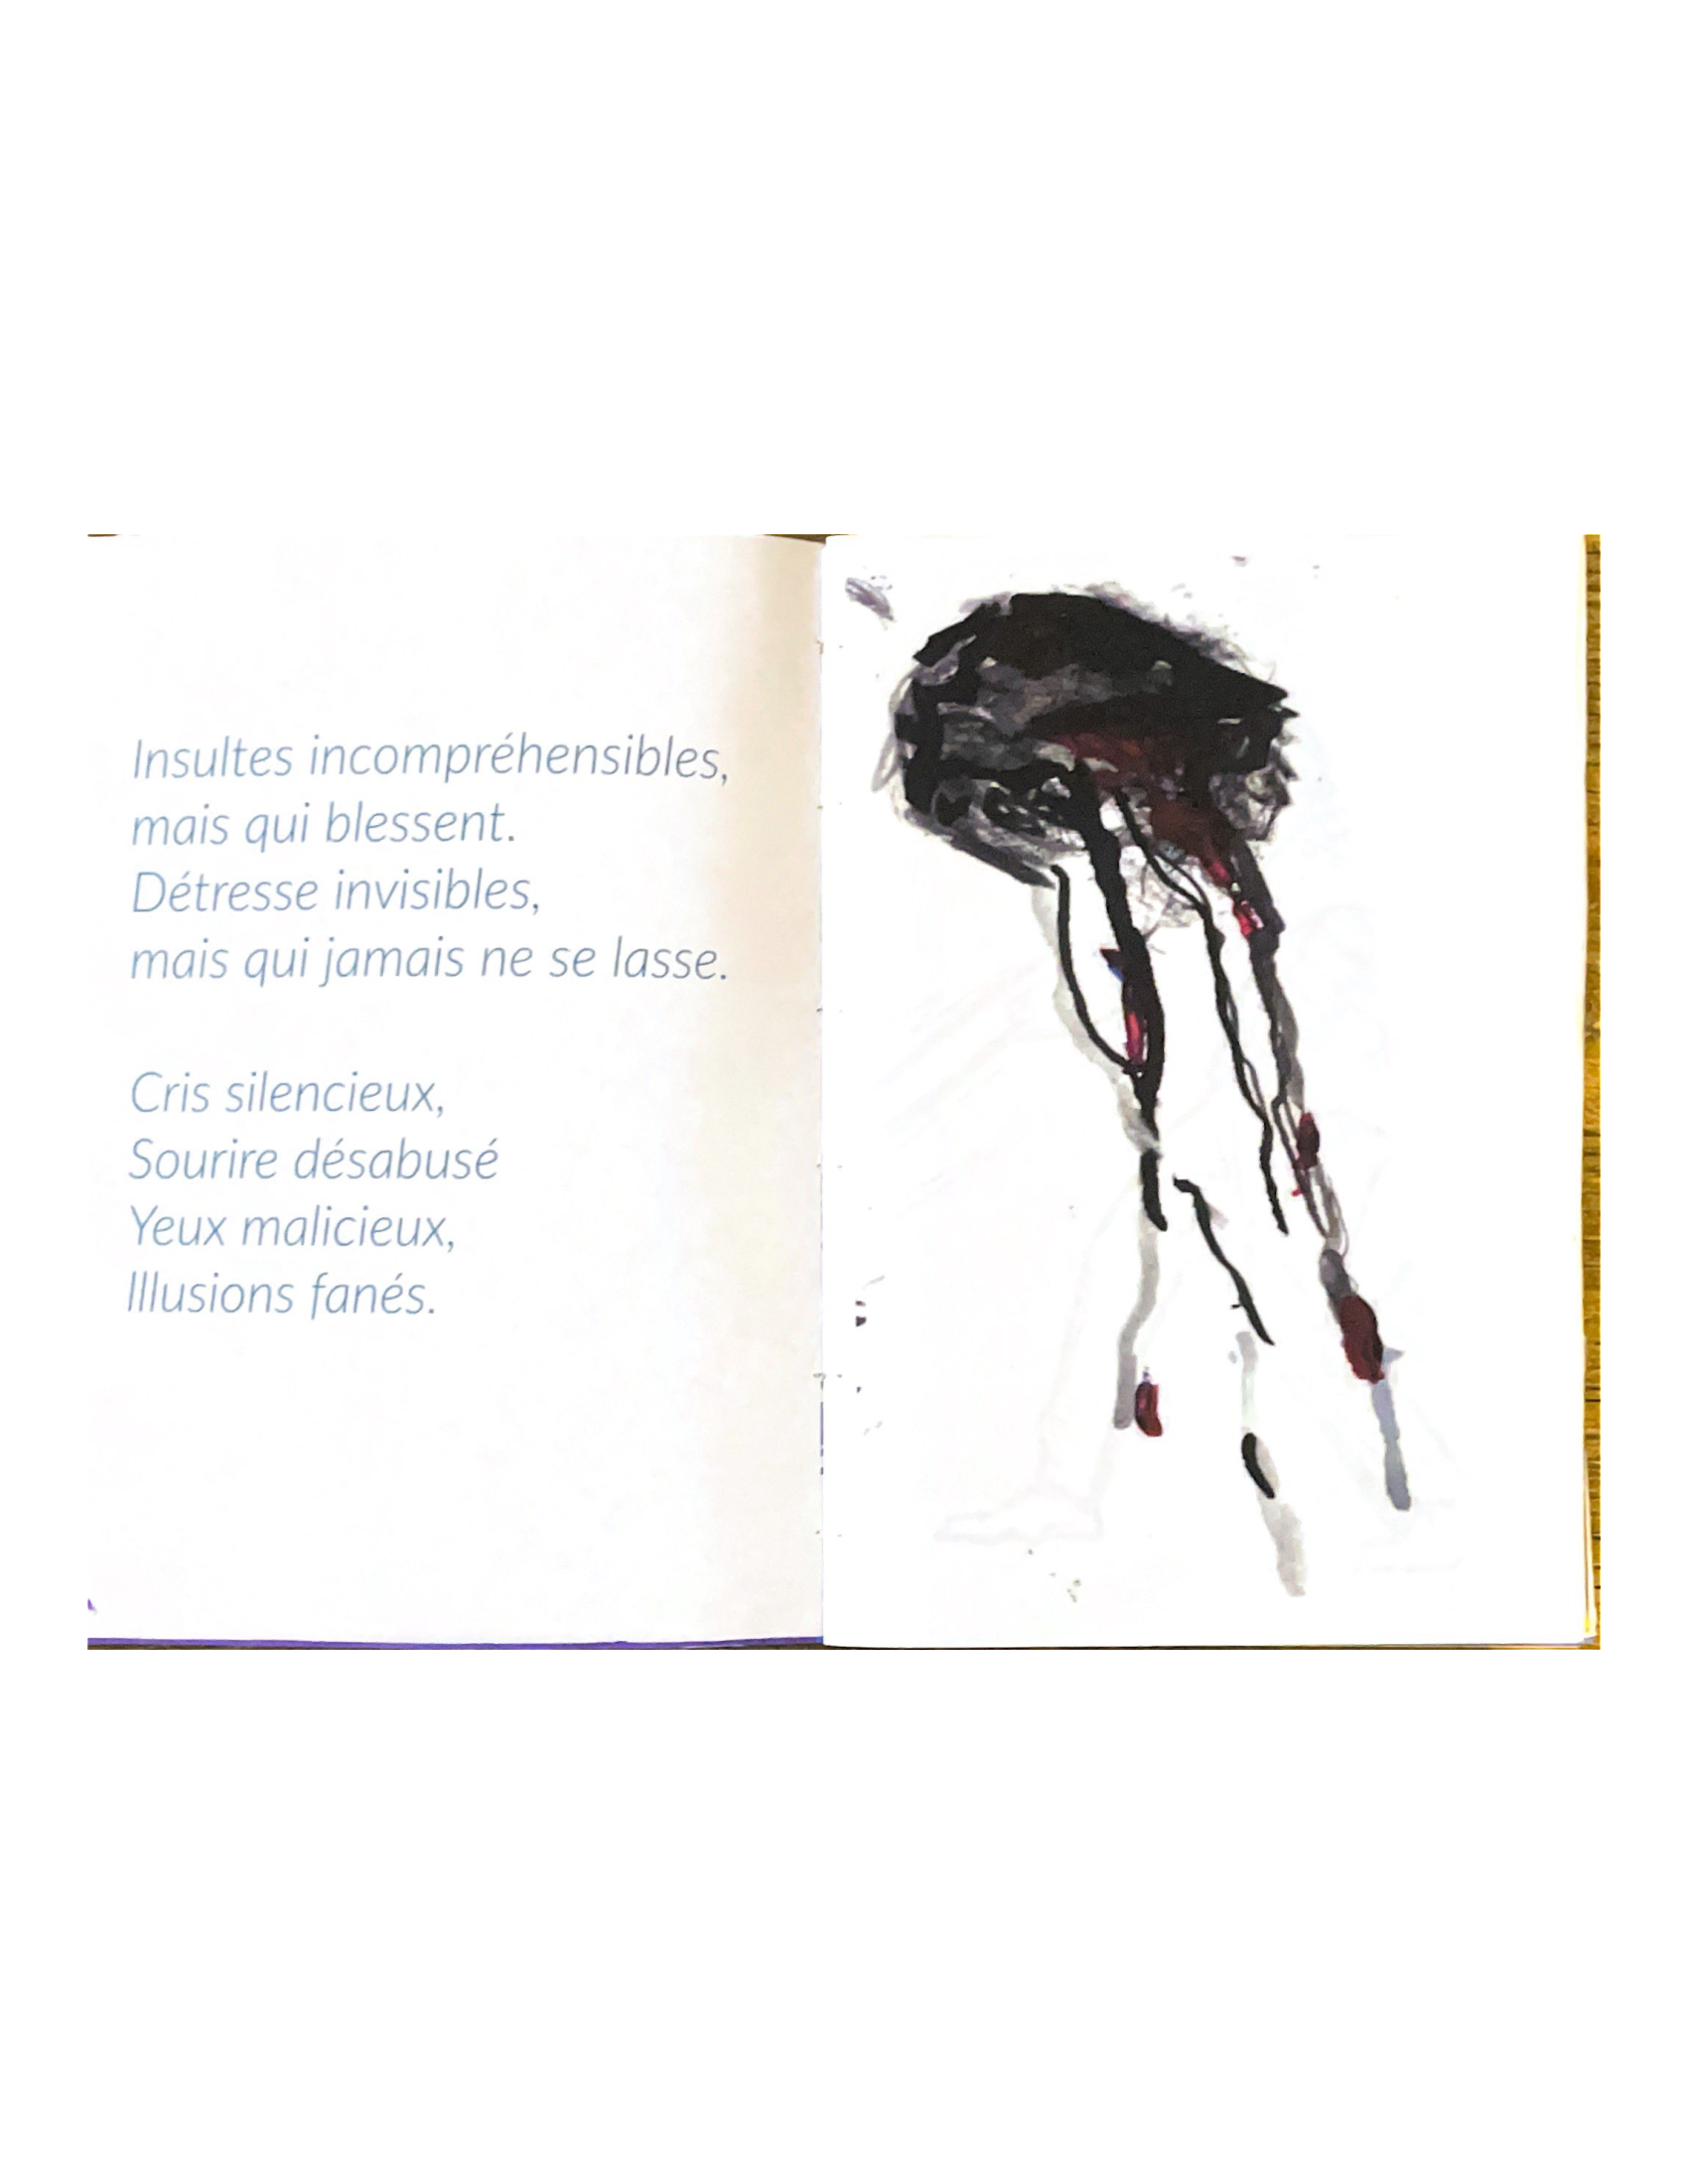 Insultes incompréhensibles,
mais qui blessent.
Détresse invisibles,
mais qui jamais ne se lasse.
Cris silencieux,
Sourire désabusé
Yeux malicieux,
Illusions fanés.